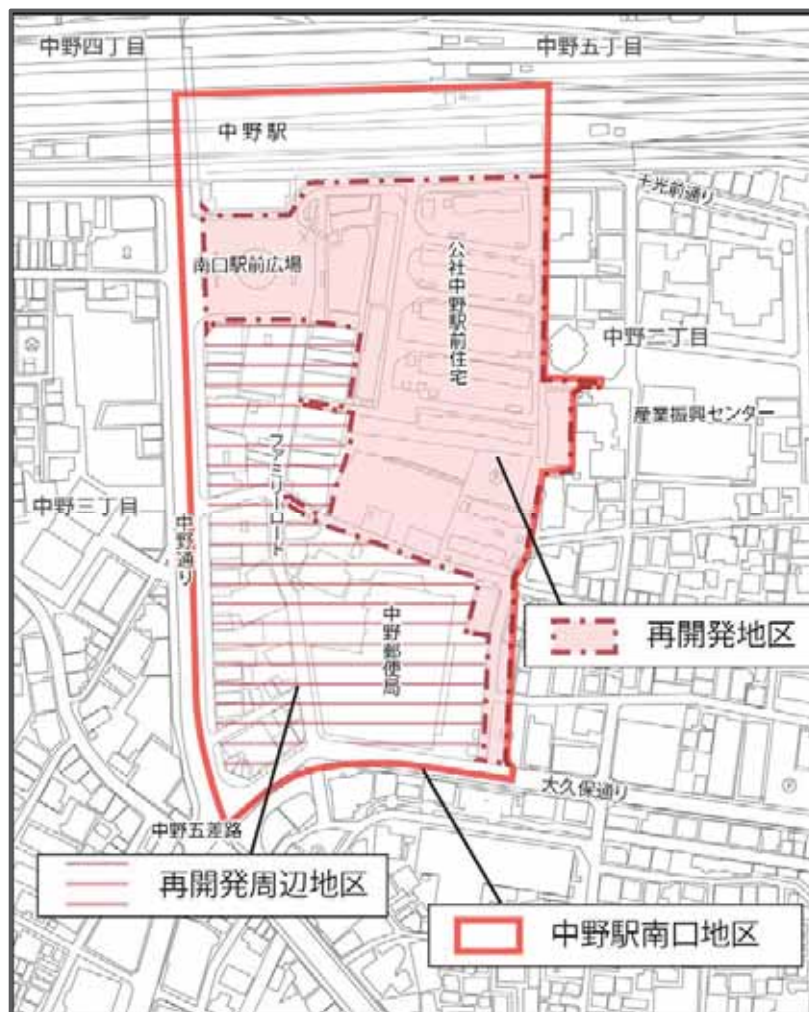 中野四丁目
中野五丁目
中野駅
十光前通り
南口駅前広場
公社中野駅前住宅
中野二丁目
産業振興センター
ファミリーロード
中野三丁目
中野通り
再開発地区
中野郵便局
大久保通り
中野五差路
再開発周辺地区
中野駅南口地区